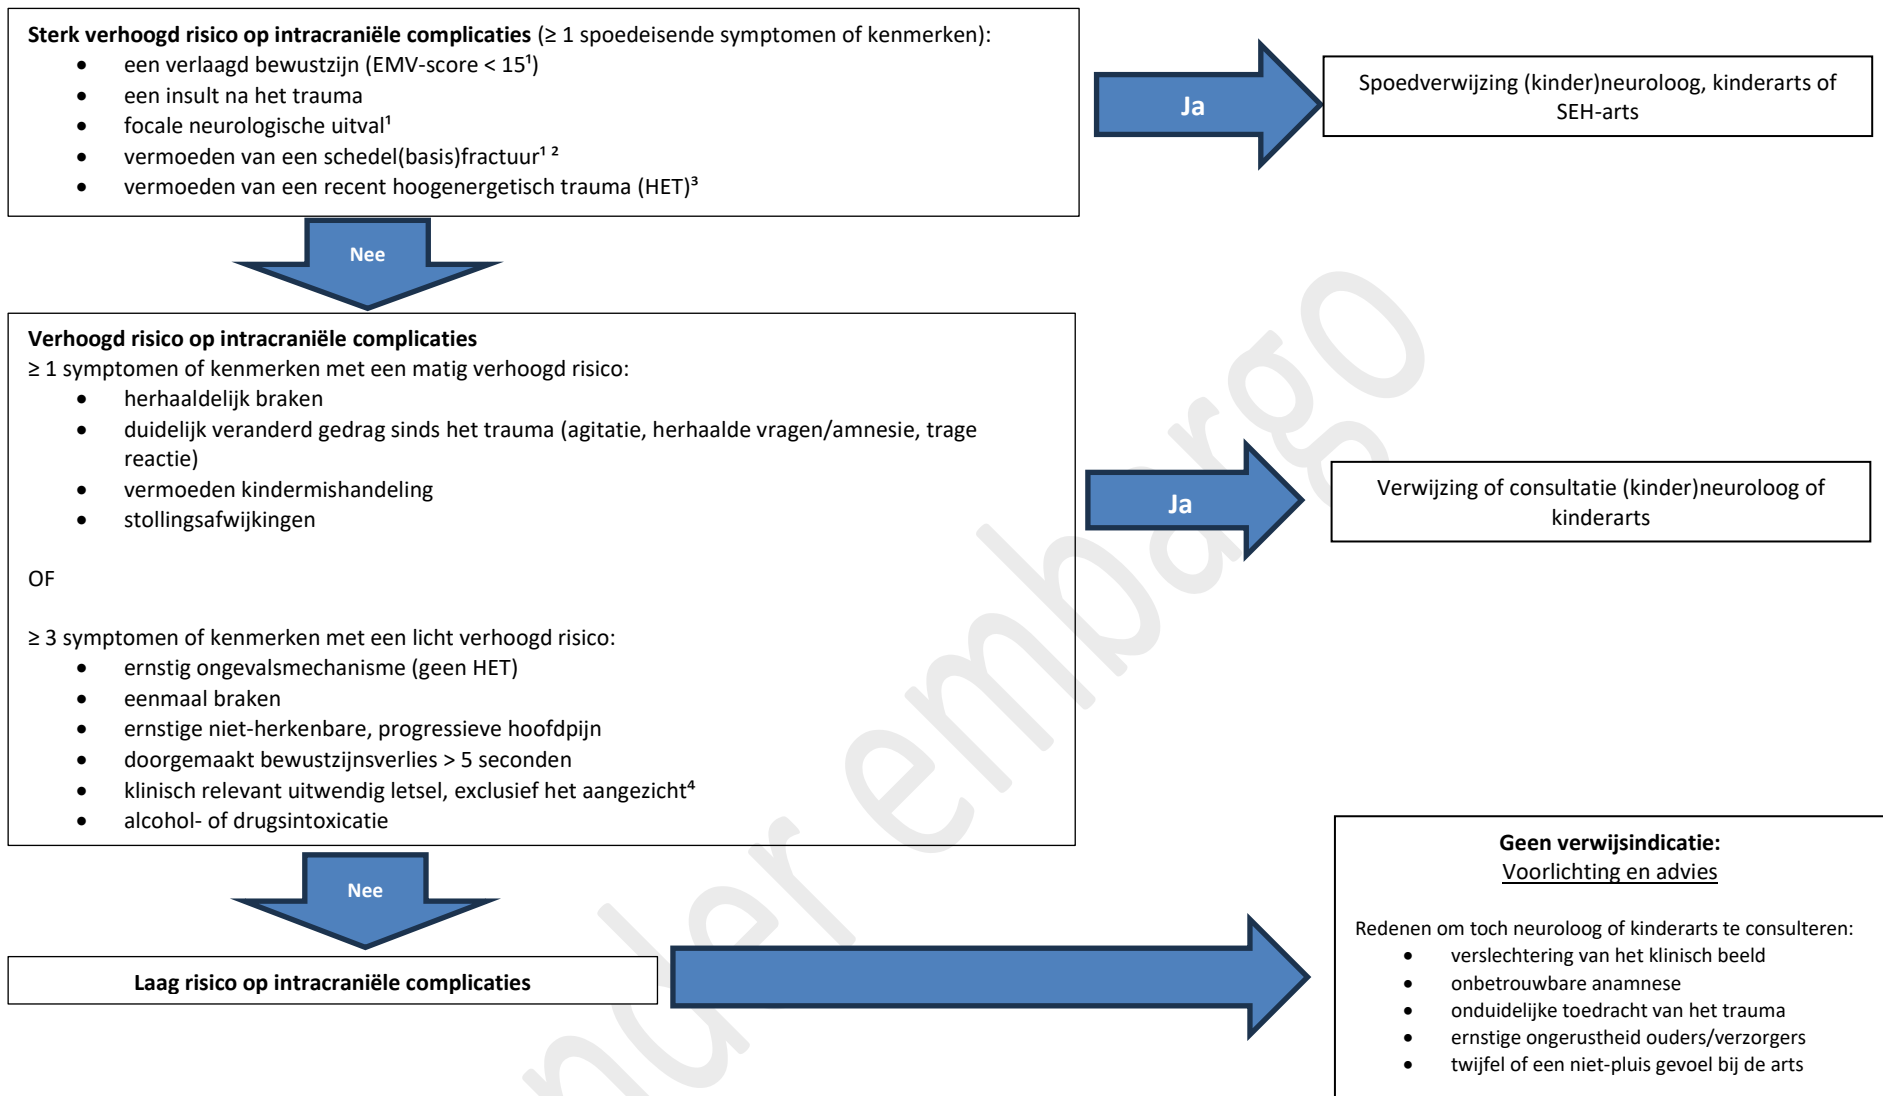 Sterk verhoogd risico op intracraniële complicaties (≥ 1 spoedeisende symptomen of kenmerken):
• een verlaagd bewustzijn (EMV-score < 15¹)
• een insult na het trauma
• focale neurologische uitval¹
• vermoeden van een schedel(basis)fractuur¹ ²
• vermoeden van een recent hoogenergetisch trauma (HET)³
Ja
Spoedverwijzing (kinder)neuroloog, kinderarts of
SEH-arts
Nee
Verhoogd risico op intracraniële complicaties
≥ 1 symptomen of kenmerken met een matig verhoogd risico:
• herhaaldelijk braken
• duidelijk veranderd gedrag sinds het trauma (agitatie, herhaalde vragen/amnesie, trage
reactie)
• vermoeden kindermishandeling
• stollingsafwijkingen
OF
≥ 3 symptomen of kenmerken met een licht verhoogd risico:
• ernstig ongevalsmechanisme (geen HET)
• eenmaal braken
• ernstige niet-herkenbare, progressieve hoofdpijn
• doorgemaakt bewustzijnsverlies > 5 seconden
• klinisch relevant uitwendig letsel, exclusief het aangezicht⁴
• alcohol- of drugsintoxicatie
Ja
Verwijzing of consultatie (kinder)neuroloog of
kinderarts
Nee
Laag risico op intracraniële complicaties
Geen verwijsindicatie:
Voorlichting en advies
Redenen om toch neuroloog of kinderarts te consulteren:
• verslechtering van het klinisch beeld
• onbetrouwbare anamnese
• onduidelijke toedracht van het trauma
• ernstige ongerustheid ouders/verzorgers
• twijfel of een niet-pluis gevoel bij de arts
nder embargo